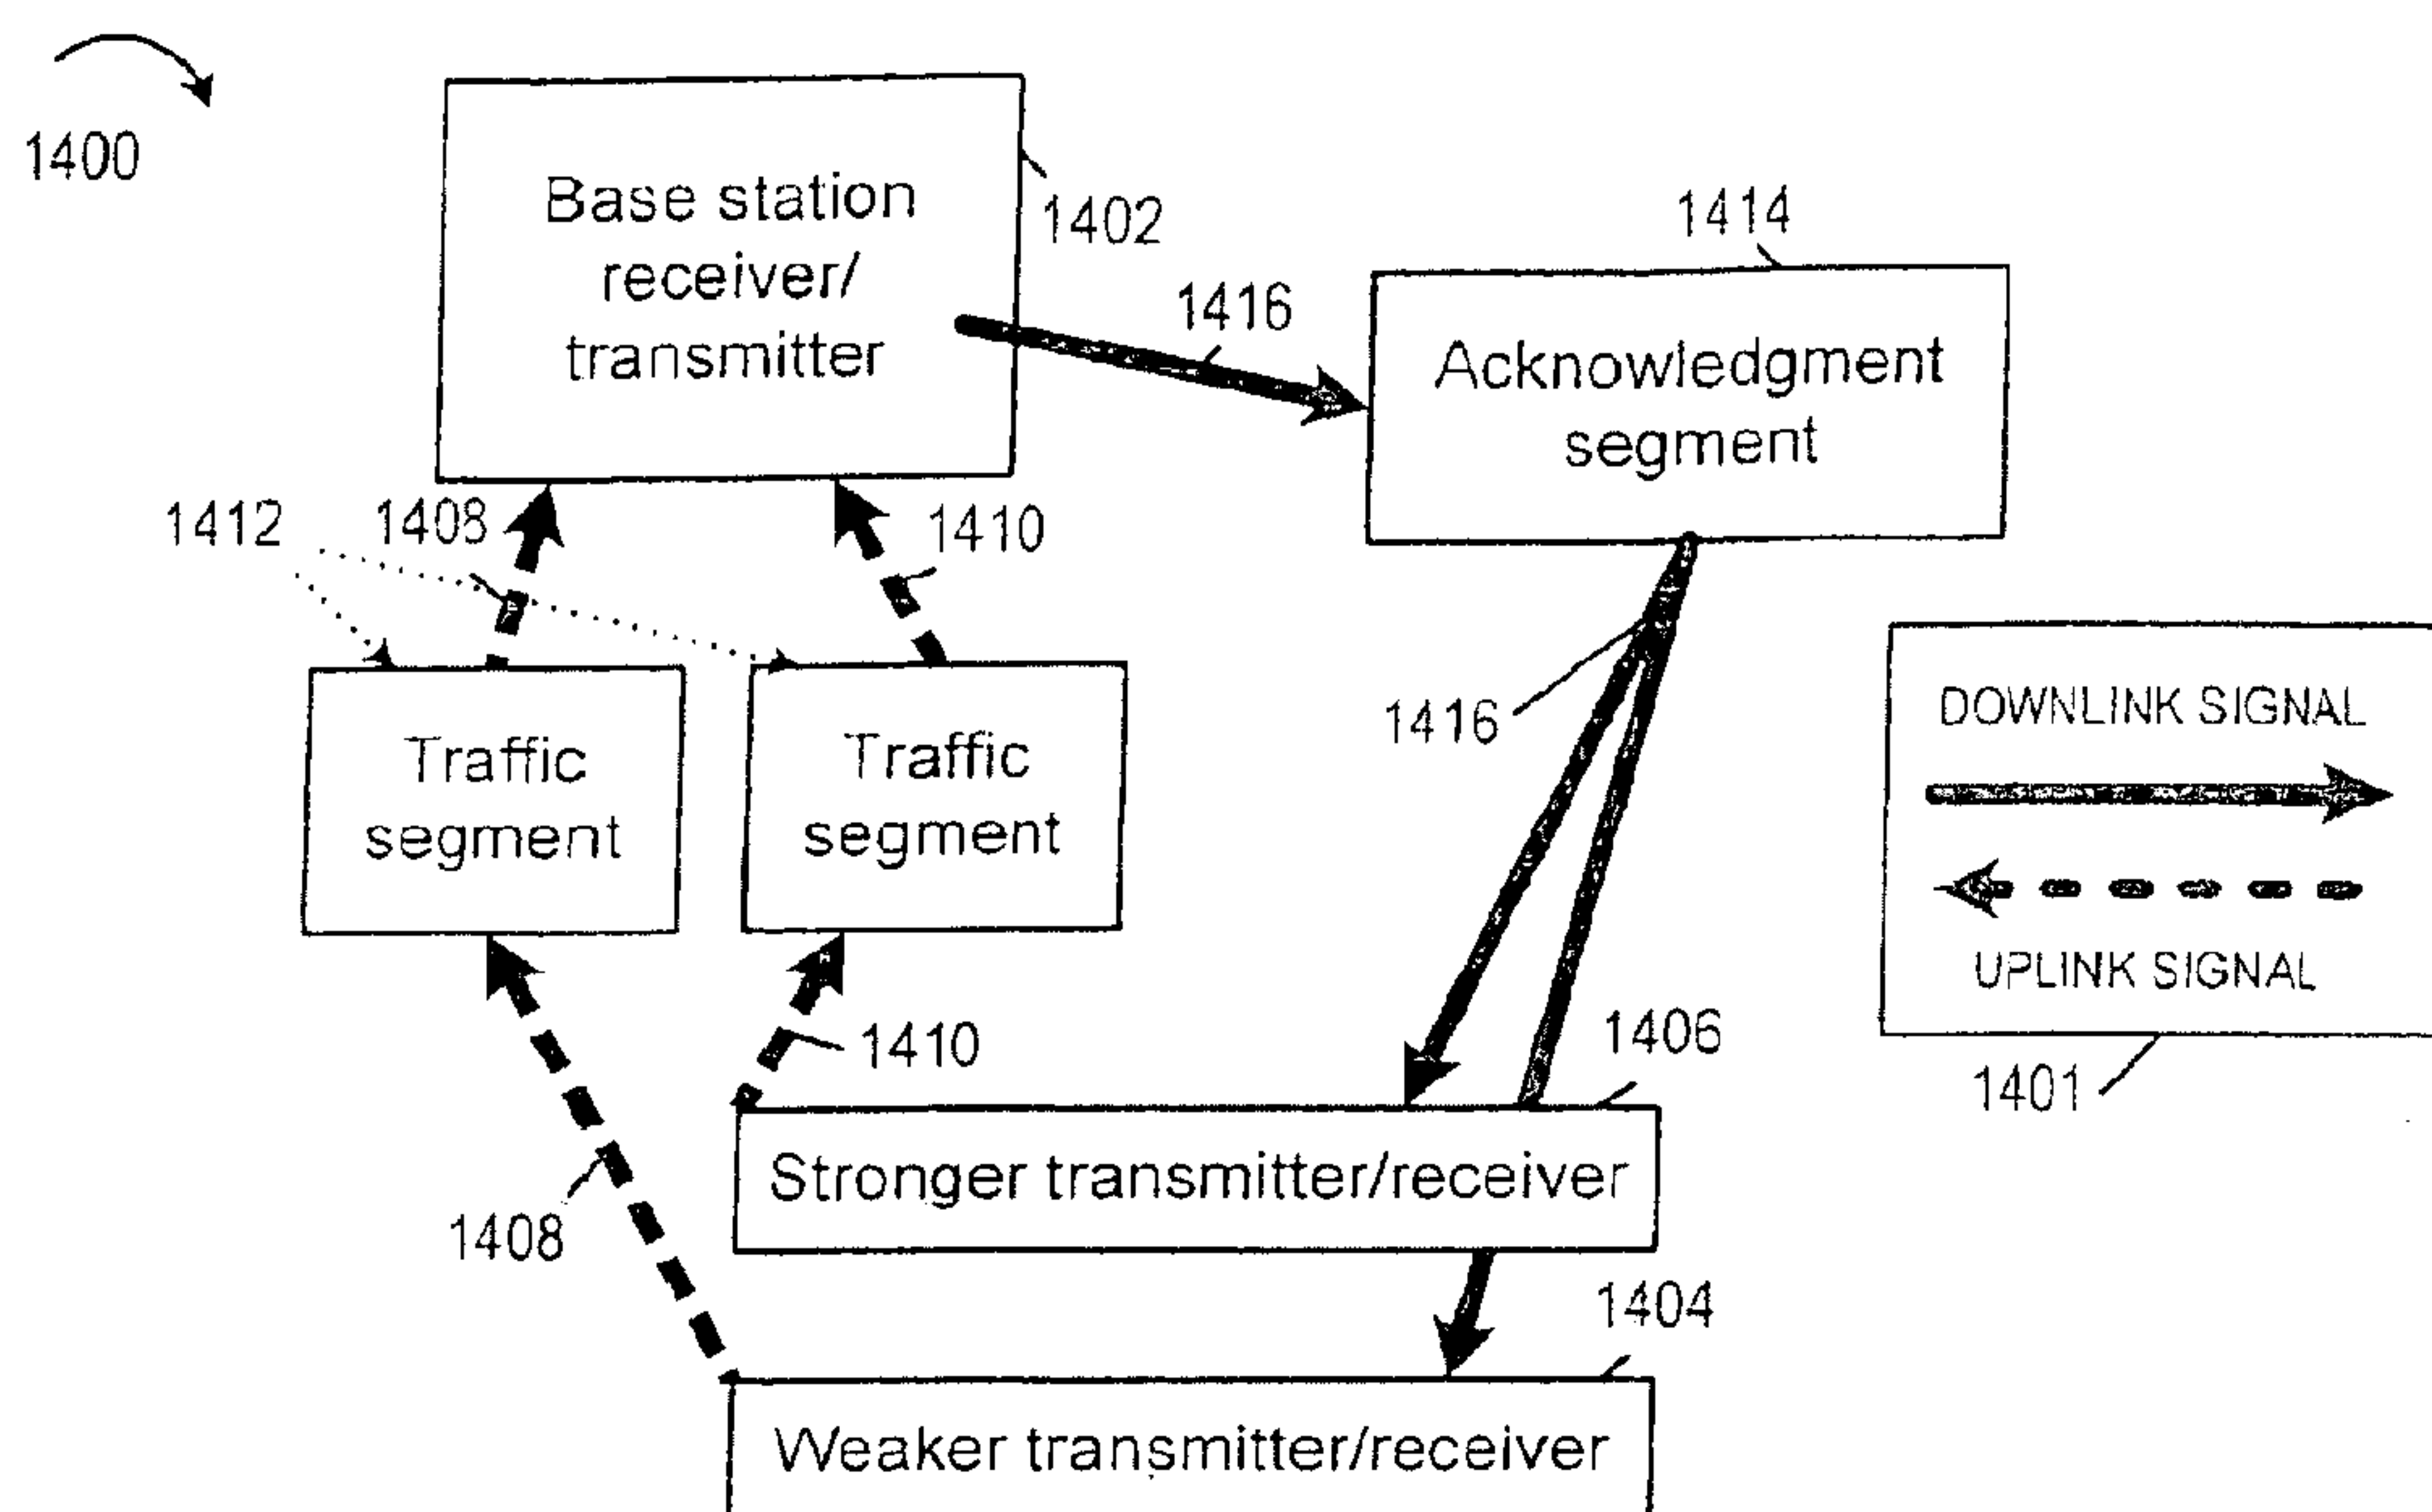 1400
Base station
receiver/
transmitter
1402
1416
1414
Acknowledgment
segment
1412
1408
1410
Traffic
segment
Traffic
segment
1416
DOWNLINK SIGNAL
UPLINK SIGNAL
1401
1410
1406
Stronger transmitter/receiver
1408
1404
Weaker transmitter/receiver